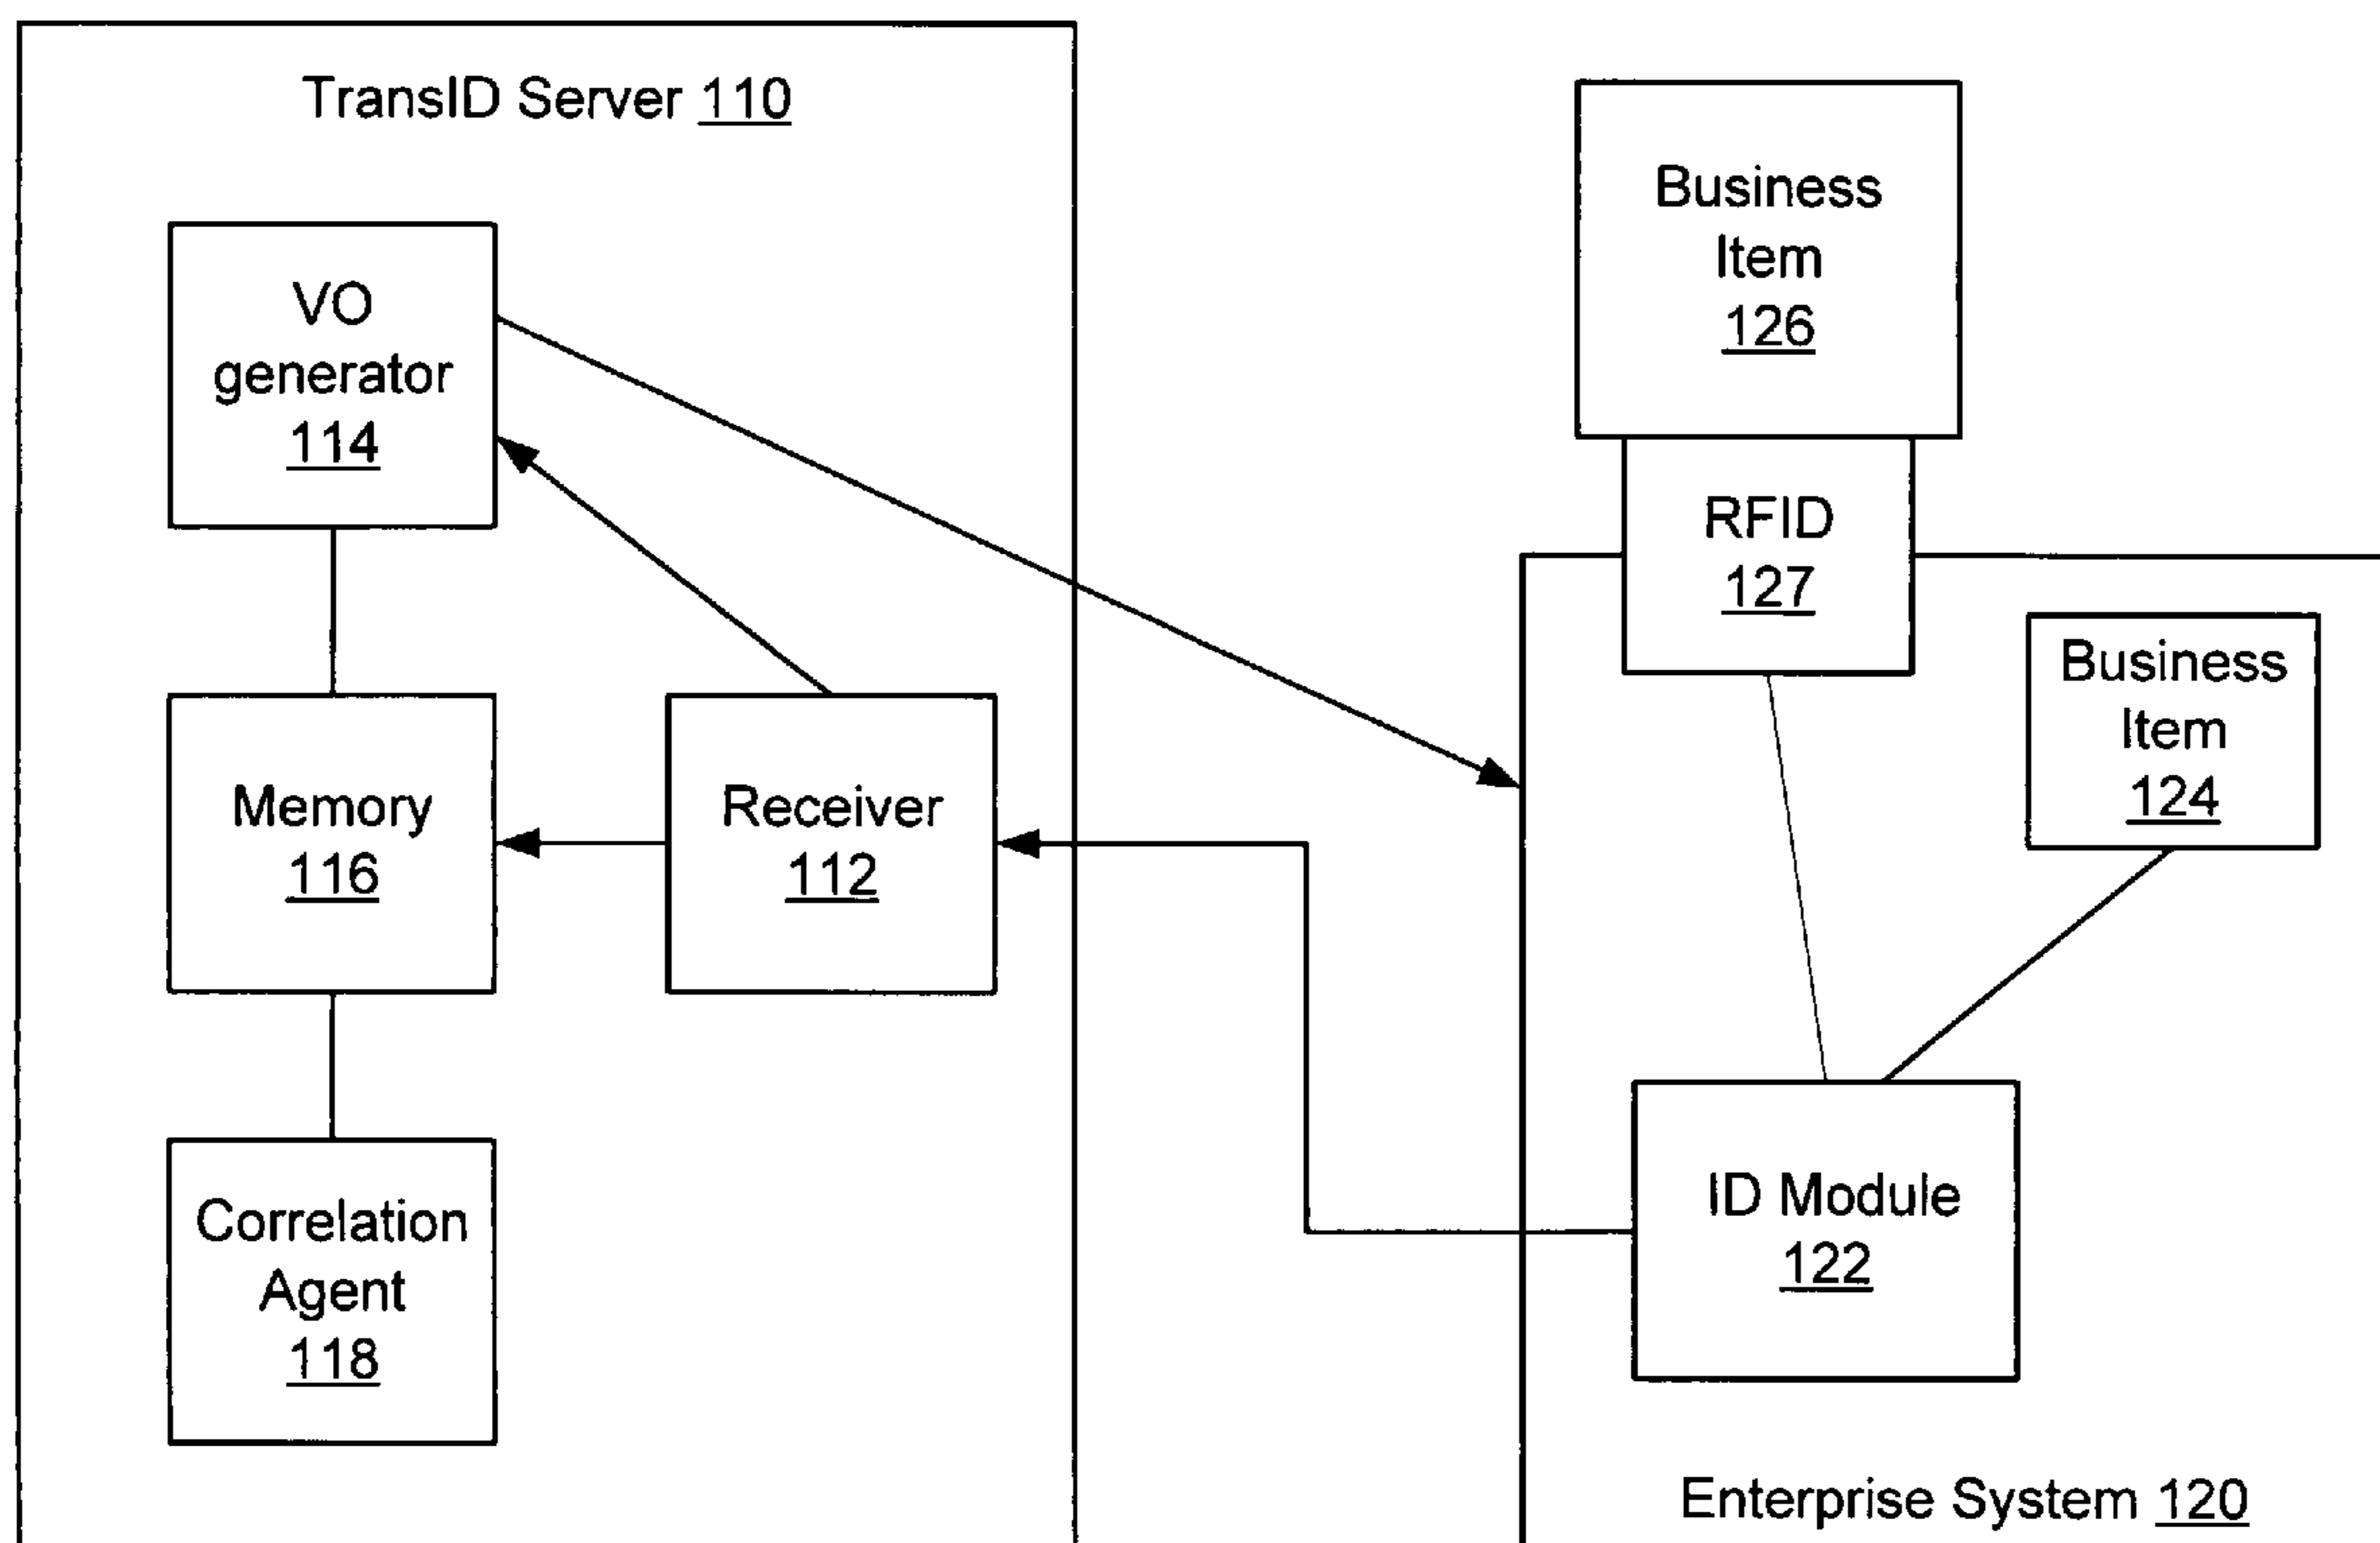 TransID Server 110
VO
generator
114
Memory
116
Receiver
112
Correlation
Agent
118
Business
Item
126
RFID
127
Business
Item
124
ID Module
122
Enterprise System 120